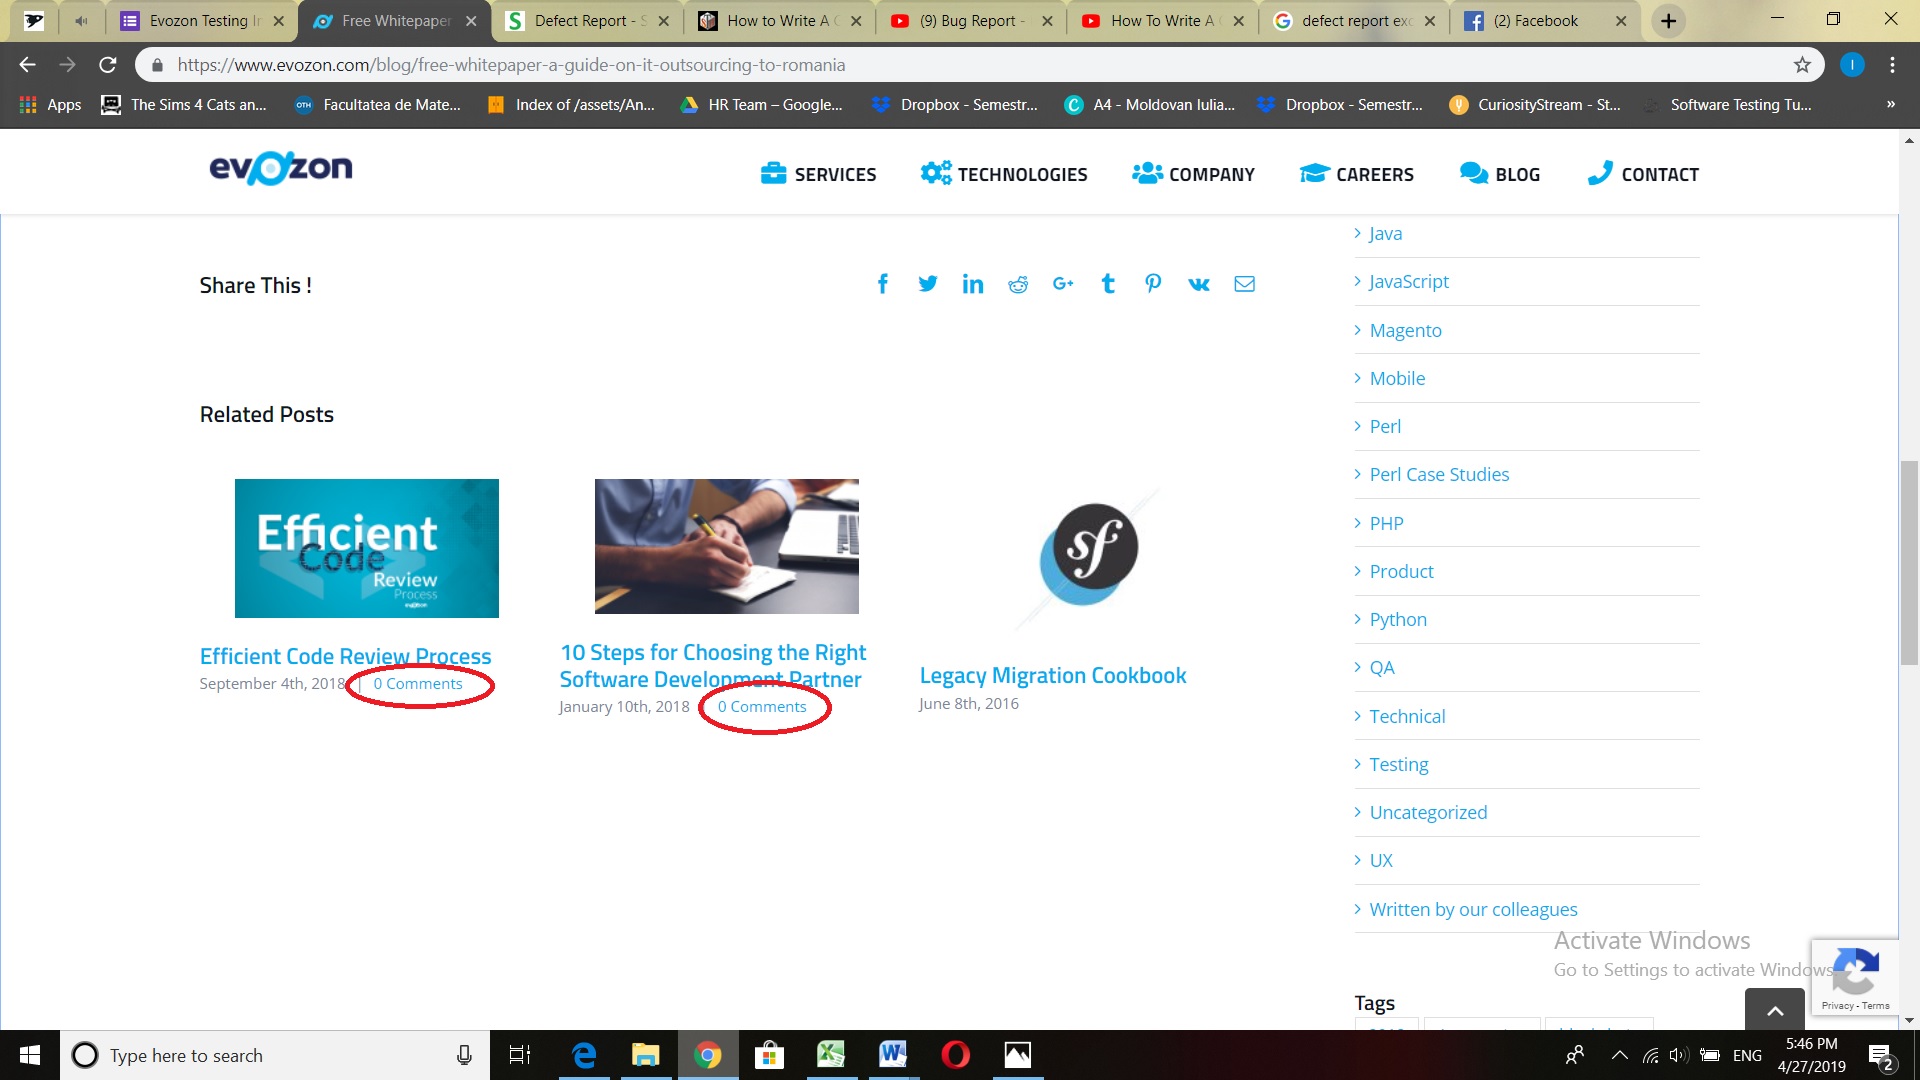 Evozon Testing In
Free Whitepaper
Defect Report - S
How to Write A G
(9) Bug Report -
How To Write A G
defect report exc
(2) Facebook
https://www.evozon.com/blog/free-whitepaper-a-guide-on-it-outsourcing-to-romania
I
Apps
The Sims 4 Cats an...
OTH
Facultatea de Mate...
Index of /assets/An...
HR Team – Google...
Dropbox - Semestr...
A4 - Moldovan Iulia...
Dropbox - Semestr...
CuriosityStream - St...
Software Testing Tu...
»
evozon
SERVICES
TECHNOLOGIES
COMPANY
CAREERS
BLOG
CONTACT
Share This !
Related Posts
Efficient
Code
Review
Process
evozon
Efficient Code Review Process
September 4th, 2018 | 0 Comments
10 Steps for Choosing the Right
Software Development Partner
January 10th, 2018
0 Comments
sf
Legacy Migration Cookbook
June 8th, 2016
Java
JavaScript
Magento
Mobile
Perl
Perl Case Studies
PHP
Product
Python
QA
Technical
Testing
Uncategorized
UX
Written by our colleagues
Tags
Activate Windows
Go to Settings to activate Windows.
Privacy - Terms
Type here to search
ENG
5:46 PM
4/27/2019
2